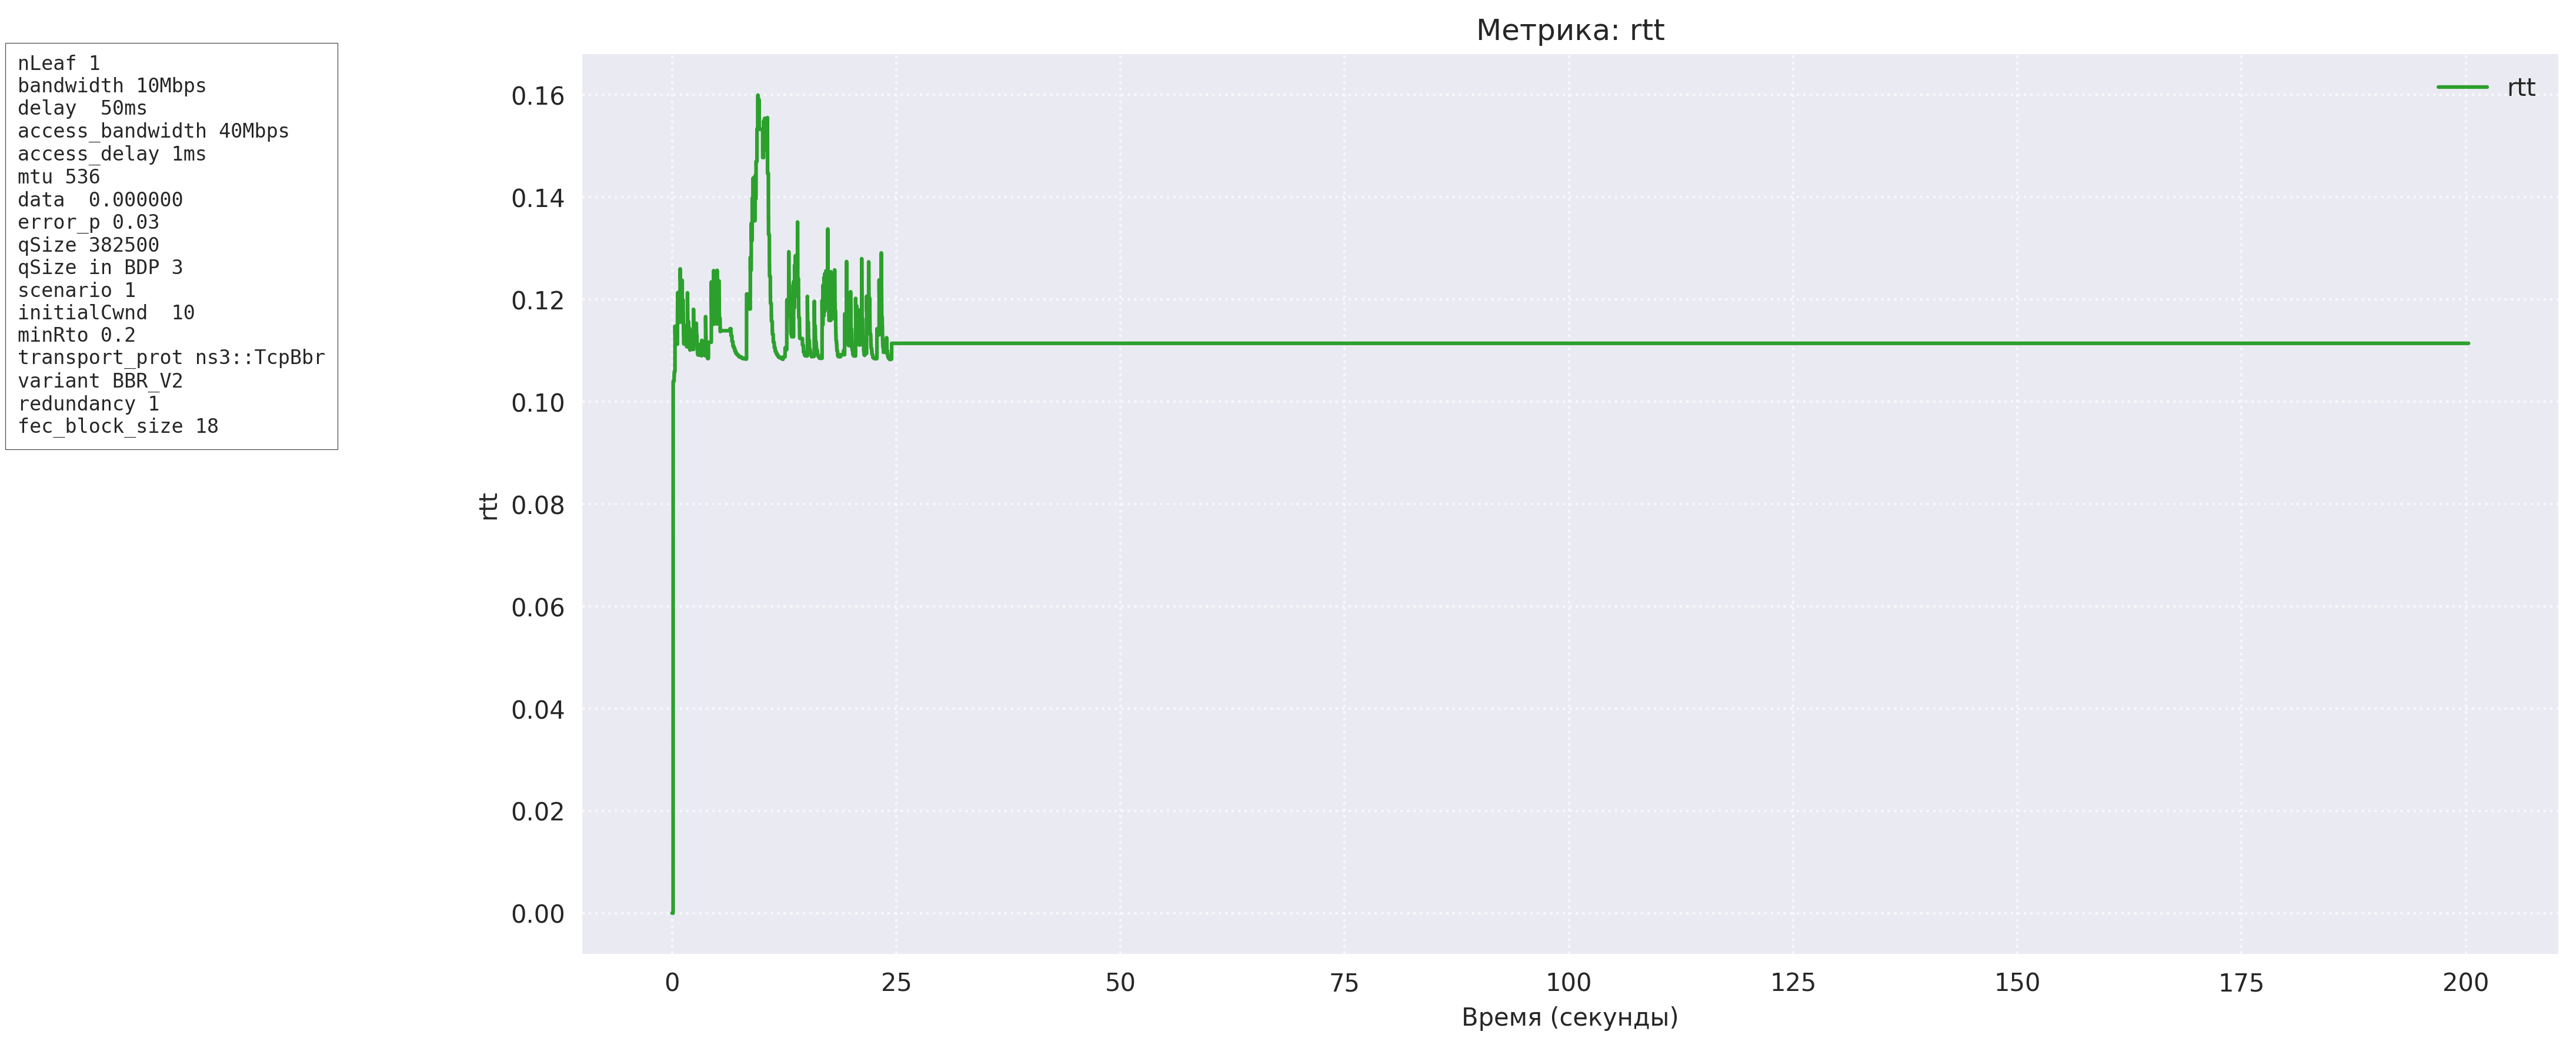 Метрика: rtt
nLeaf 1
bandwidth 10Mbps
delay  50ms
access_bandwidth 40Mbps
access_delay 1ms
mtu 536
data  0.000000
error_p 0.03
qSize 382500
qSize in BDP 3
scenario 1
initialCwnd  10
minRto 0.2
transport_prot ns3::TcpBbr
variant BBR_V2
redundancy 1
fec_block_size 18
rtt
rtt
0.16
0.14
0.12
0.10
0.08
0.06
0.04
0.02
0.00
0 25 50 75 100 125 150 175 200
Время (секунды)